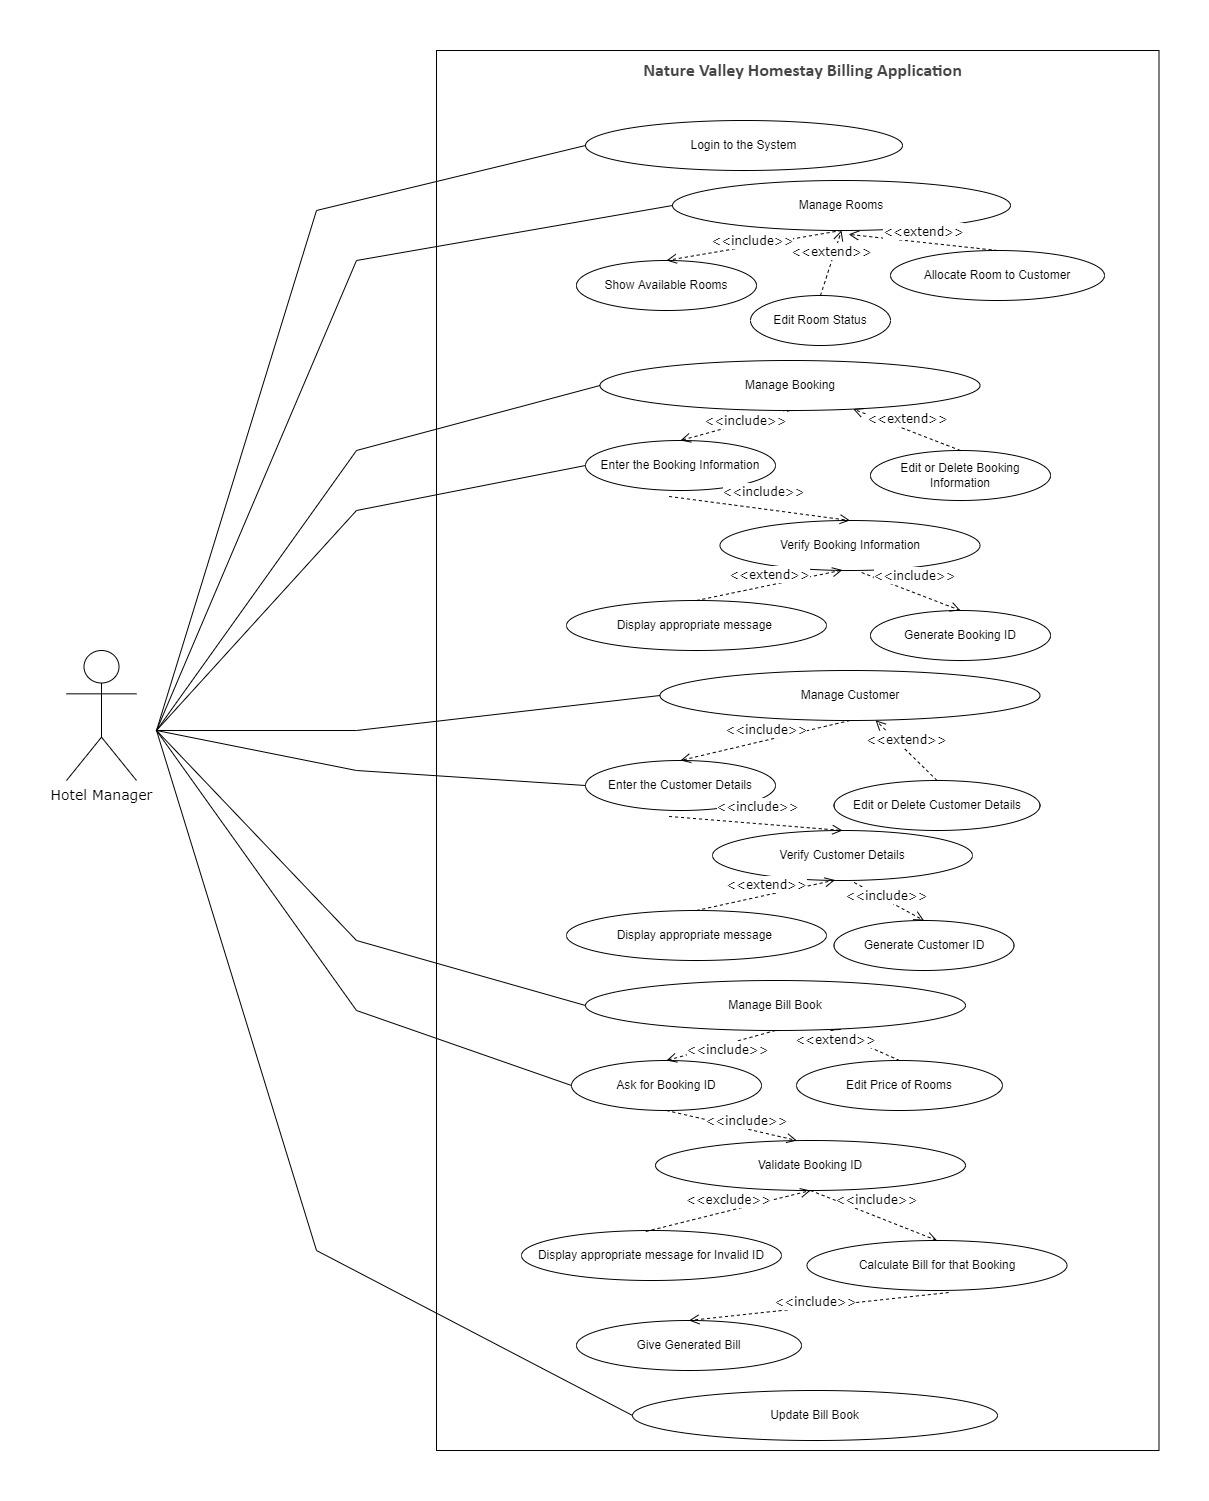 Nature Valley Homestay Billing Application
Login to the System
Manage Rooms
<<include>>
<<extend>>
<<extend>>
Show Available Rooms
Allocate Room to Customer
Edit Room Status
Manage Booking
<<include>>
<<extend>>
Enter the Booking Information
Edit or Delete Booking
Information
<<include>>
Verify Booking Information
<<extend>>
<<include>>
Display appropriate message
Generate Booking ID
Manage Customer
<<include>>
<<extend>>
Enter the Customer Details
Edit or Delete Customer Details
Hotel Manager
<<include>>
Verify Customer Details
<<extend>>
<<include>>
Display appropriate message
Generate Customer ID
Manage Bill Book
<<include>>
<<extend>>
Ask for Booking ID
Edit Price of Rooms
<<include>>
Validate Booking ID
<<exclude>>
<<include>>
Display appropriate message for Invalid ID
Calculate Bill for that Booking
<<include>>
Give Generated Bill
Update Bill Book